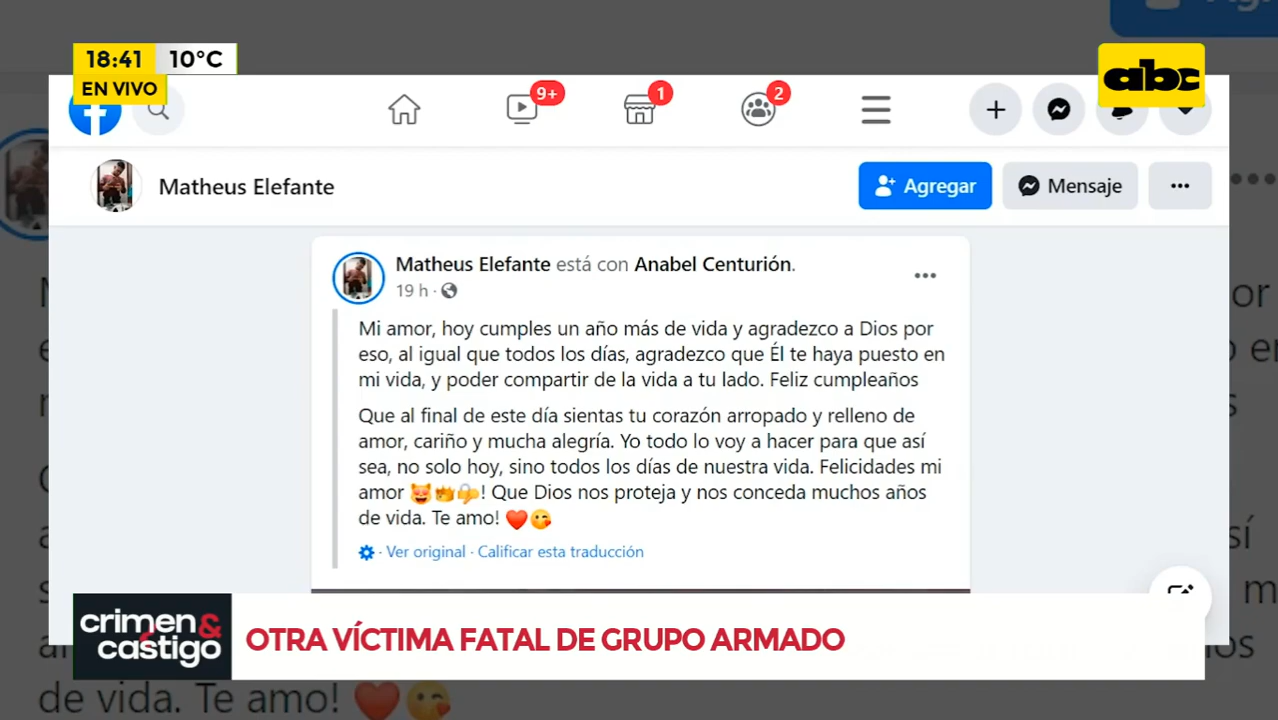 18:41 10°C
EN VIVO
abc
9+
1
2
Matheus Elefante
Agregar
Mensaje
Matheus Elefante está con Anabel Centurión.
19 h ·
Mi amor, hoy cumples un año más de vida y agradezco a Dios por
eso, al igual que todos los días, agradezco que Él te haya puesto en
mi vida, y poder compartir de la vida a tu lado. Feliz cumpleaños
Que al final de este día sientas tu corazón arropado y relleno de
amor, cariño y mucha alegría. Yo todo lo voy a hacer para que así
sea, no solo hoy, sino todos los días de nuestra vida. Felicidades mi
amor 😻👑🔐! Que Dios nos proteja y nos conceda muchos años
de vida. Te amo! ❤️😘
· Ver original · Calificar esta traducción
crimen&
castigo
OTRA VÍCTIMA FATAL DE GRUPO ARMADO
de vida. Te amo! ❤️😘